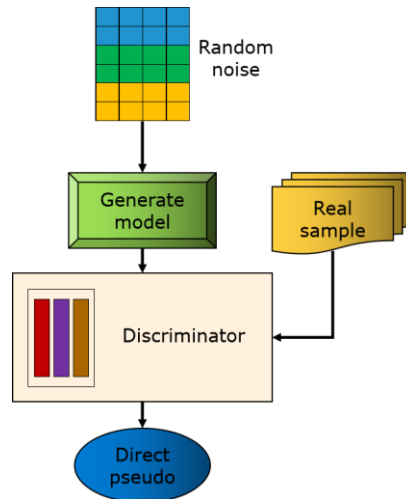 Random
noise
Generate
model
Real
sample
Discriminator
Direct
pseudo